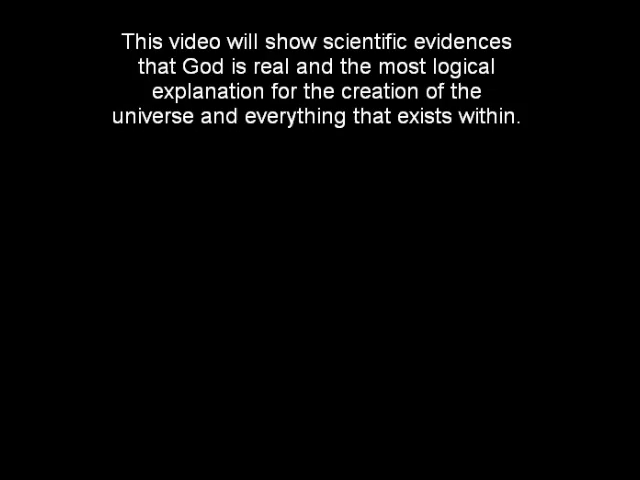 This video will show scientific evidences
that God is real and the most logical
explanation for the creation of the
universe and everything that exists within.